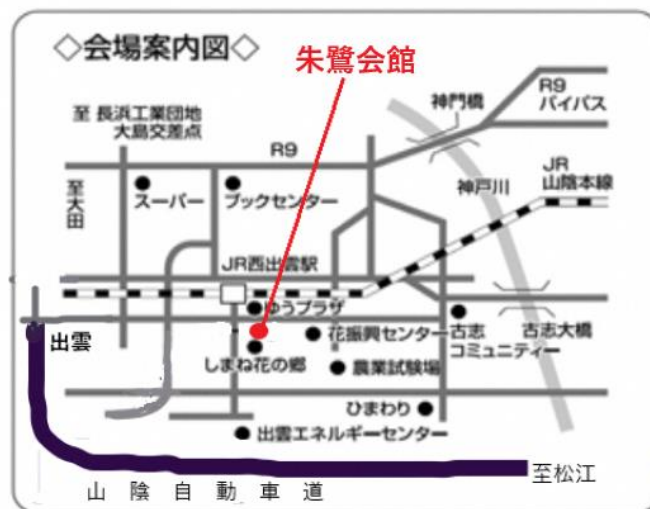 ◇会場案内図◇
朱鷺会館
R9
バイパス
神門橋
至 長浜工業団地
大島交差点
R9
JR
山陰本線
至大田
神戸川
スーパー
ブックセンター
JR西出雲駅
ゆうプラザ
出雲
花振興センター
古志
コミュニティー
古志大橋
しまね花の郷
農業試験場
ひまわり
出雲エネルギーセンター
至松江
山陰自動車道